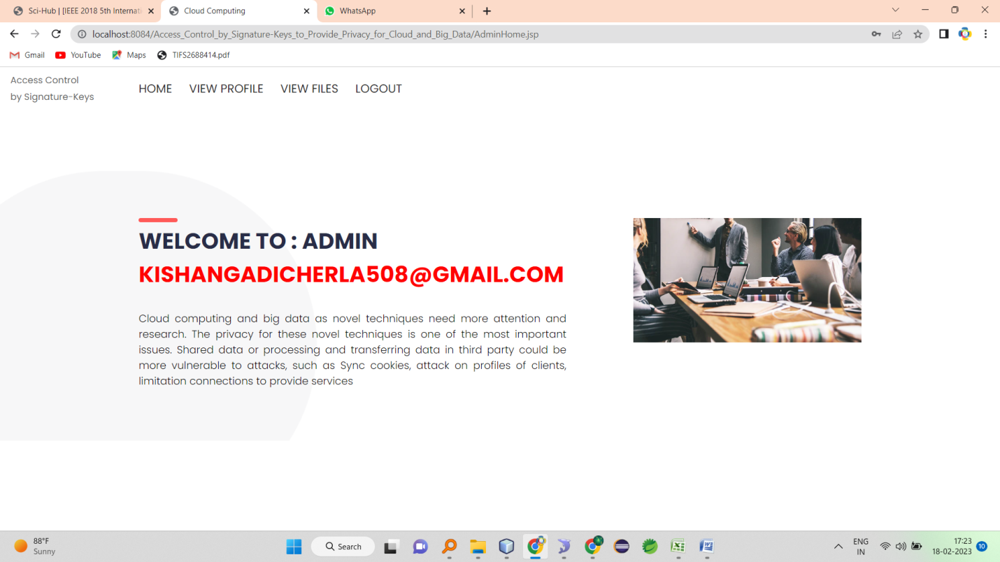 Sci-Hub | [IEEE 2018 5th Internati
Cloud Computing
WhatsApp
localhost:8084/Access_Control_by_Signature-Keys_to_Provide_Privacy_for_Cloud_and_Big_Data/AdminHome.jsp
Gmail YouTube Maps TIFS2688414.pdf
Access Control
by Signature-Keys
HOME VIEW PROFILE VIEW FILES LOGOUT
WELCOME TO : ADMIN
KISHANGADICHERLA508@GMAIL.COM
Cloud computing and big data as novel techniques need more attention and
research. The privacy for these novel techniques is one of the most important
issues. Shared data or processing and transferring data in third party could be
more vulnerable to attacks, such as Sync cookies, attack on profiles of clients,
limitation connections to provide services
88°F
Sunny
Search
ENG
IN
17:23
18-02-2023
10